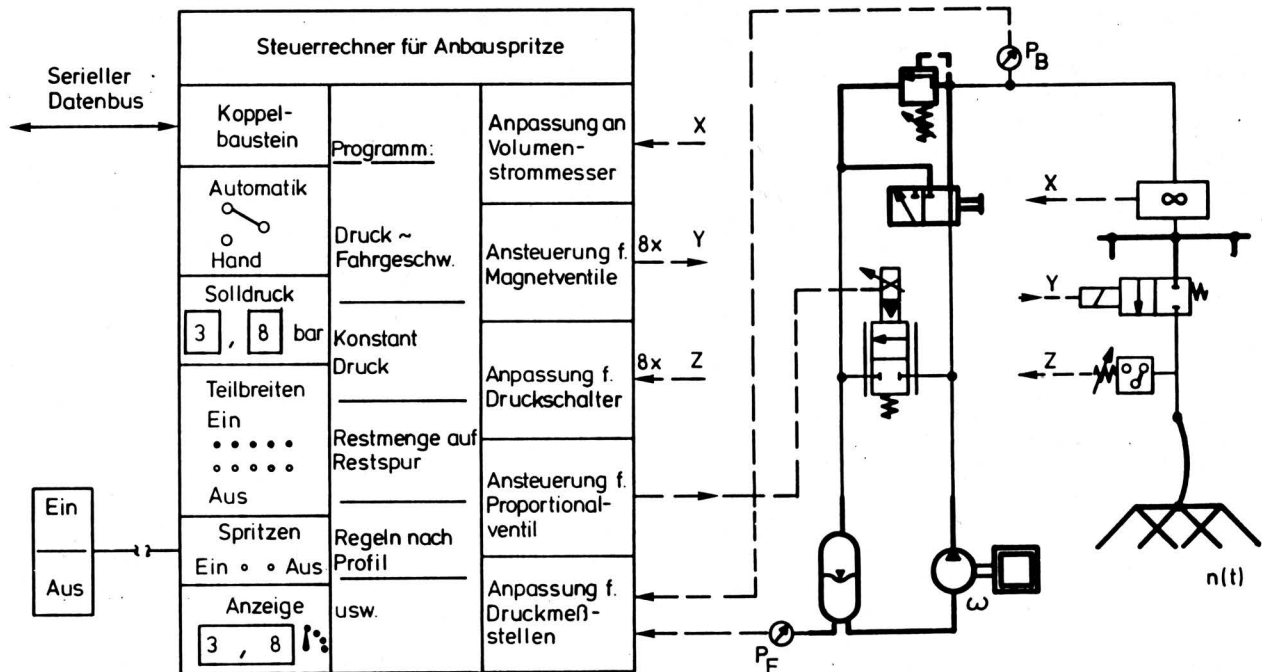 Steuerrechner für Anbauspritze
Serieller
Datenbus
Koppel-
baustein
Automatik
Hand
Solldruck
3 , 8 bar
Teilbreiten
Ein
Aus
Spritzen
Ein Aus
Anzeige
3 , 8
Ein
Aus
Programm:
Druck ~
Fahrgeschw.
Konstant
Druck
Restmenge auf
Restspur
Regeln nach
Profil
usw.
Anpassung an
Volumen-
strommesser
Ansteuerung f.
Magnetventile
Anpassung f.
Druckschalter
Ansteuerung f.
Proportional-
ventil
Anpassung f.
Druckmeß-
stellen
X
8x Y
8x Z
PB
X
∞
Y
Z
n(t)
ω
PE